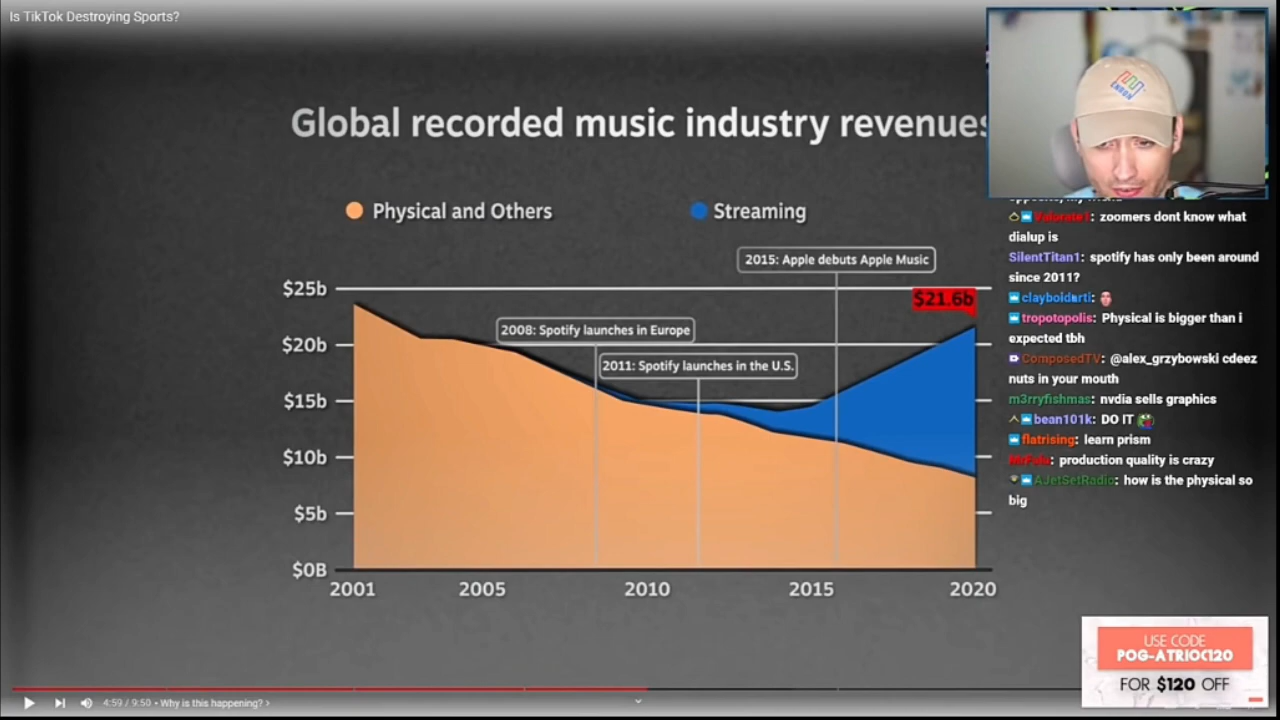 Is TikTok Destroying Sports?
Global recorded music industry revenues
Physical and Others
Streaming
2015: Apple debuts Apple Music
$25b
$21.6b
2008: Spotify launches in Europe
$20b
2011: Spotify launches in the U.S.
$15b
$10b
$5b
$0B
2001
2005
2010
2015
2020
Valorate1: zoomers dont know what
dialup is
SilentTitan1: spotify has only been around
since 2011?
clayboidarti:
tropotopolis: Physical is bigger than i
expected tbh
ComposedTV: @alex_grzybowski cdeez
nuts in your mouth
m3rryfishmas: nvdia sells graphics
bean101k: DO IT
flatrising: learn prism
production quality is crazy
AJetSetRadio: how is the physical so
big
USE CODE
POG-ATRIOC120
FOR $120 OFF
4:59 / 9:50 • Why is this happening? ›